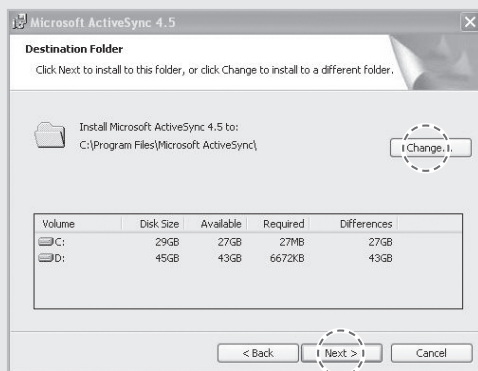 Microsoft ActiveSync 4.5
Destination Folder
Click Next to install to this folder, or click Change to install to a different folder.
Install Microsoft ActiveSync 4.5 to:
C:\Program Files\Microsoft ActiveSync\
Change...
Volume Disk Size Available Required Differences
C: 29GB 27GB 27MB 27GB
D: 45GB 43GB 6672KB 43GB
< Back Next > Cancel